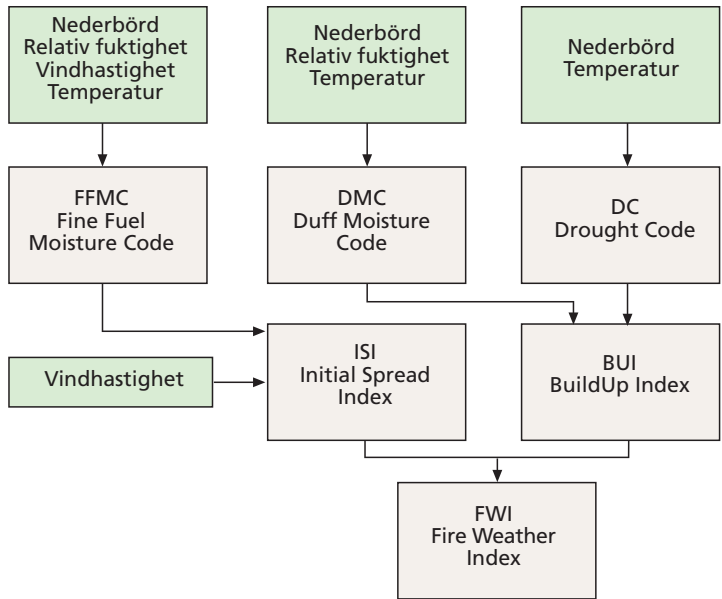 Nederbörd
Relativ fuktighet
Vindhastighet
Temperatur
Nederbörd
Relativ fuktighet
Temperatur
Nederbörd
Temperatur
FFMC
Fine Fuel
Moisture Code
DMC
Duff Moisture
Code
DC
Drought Code
Vindhastighet
ISI
Initial Spread
Index
BUI
BuildUp Index
FWI
Fire Weather
Index